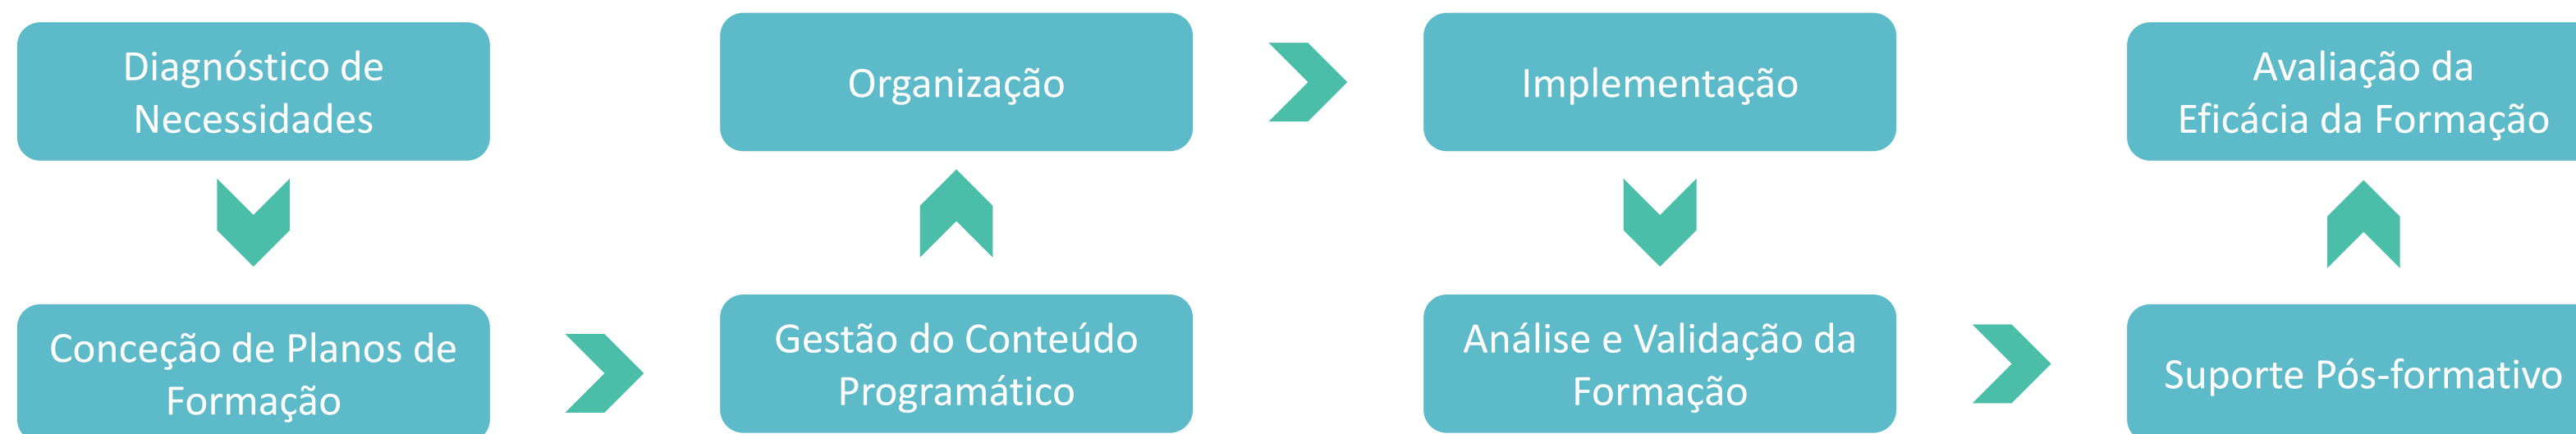 Diagnóstico de
Necessidades
Conceção de Planos de
Formação
Gestão do Conteúdo
Programático
Organização
Implementação
Análise e Validação da
Formação
Suporte Pós-formativo
Avaliação da
Eficácia da Formação